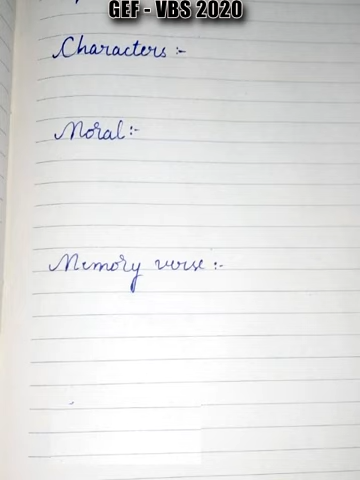 GEF - VBS 2020
Characters :-
Moral :-
Memory verse :-